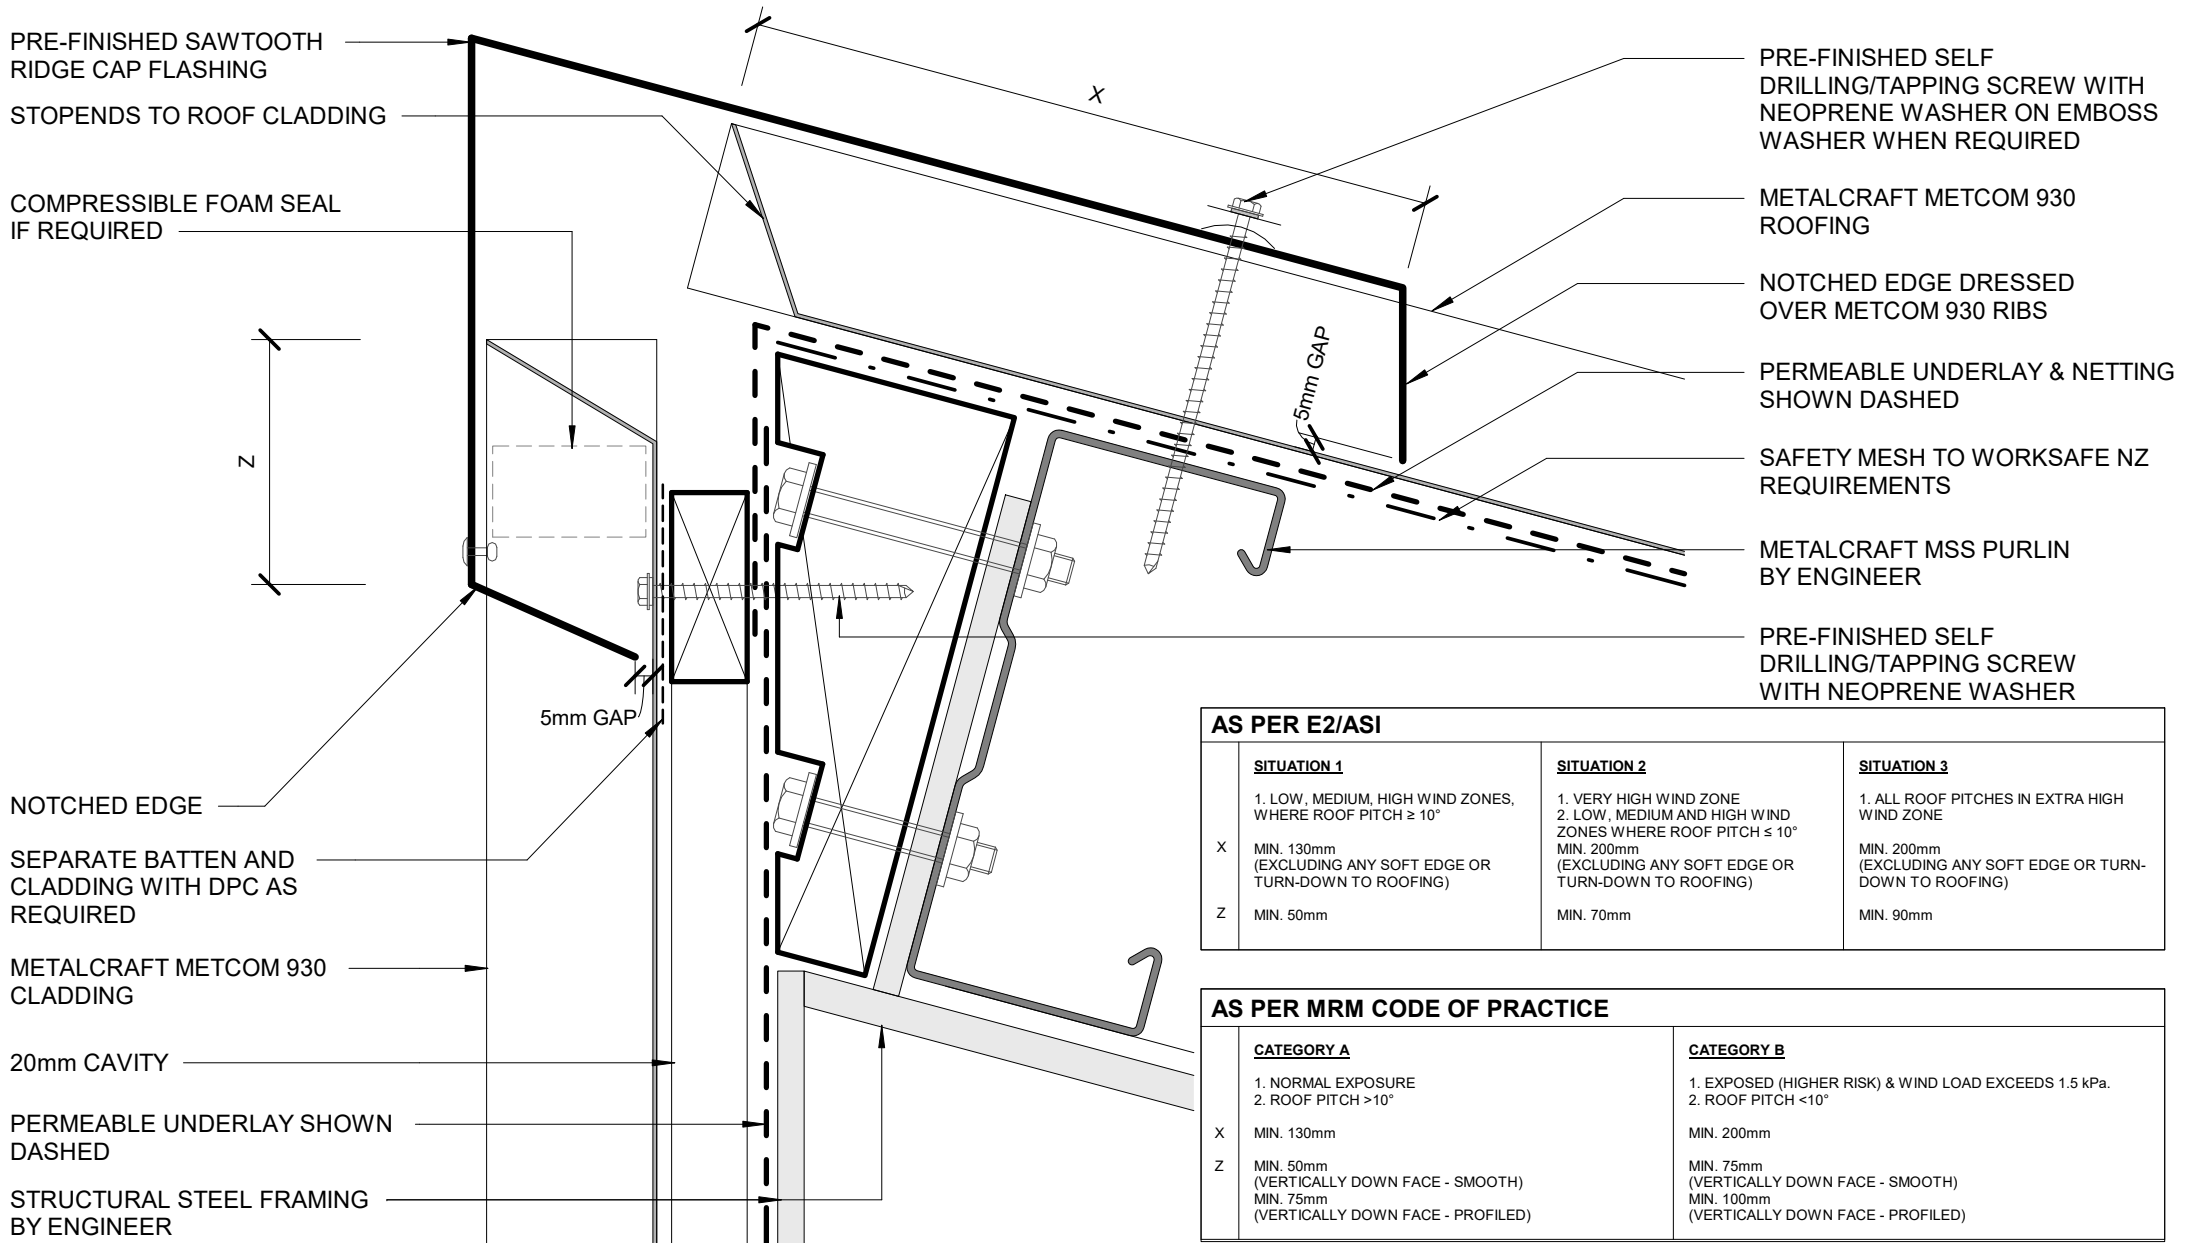 PRE-FINISHED SAWTOOTH
RIDGE CAP FLASHING
STOPENDS TO ROOF CLADDING
COMPRESSIBLE FOAM SEAL
IF REQUIRED
Z
5mm GAP
NOTCHED EDGE
SEPARATE BATTEN AND
CLADDING WITH DPC AS
REQUIRED
METALCRAFT METCOM 930
CLADDING
20mm CAVITY
PERMEABLE UNDERLAY SHOWN
DASHED
STRUCTURAL STEEL FRAMING
BY ENGINEER
X
5mm GAP
PRE-FINISHED SELF
DRILLING/TAPPING SCREW WITH
NEOPRENE WASHER ON EMBOSS
WASHER WHEN REQUIRED
METALCRAFT METCOM 930
ROOFING
NOTCHED EDGE DRESSED
OVER METCOM 930 RIBS
PERMEABLE UNDERLAY & NETTING
SHOWN DASHED
SAFETY MESH TO WORKSAFE NZ
REQUIREMENTS
METALCRAFT MSS PURLIN
BY ENGINEER
PRE-FINISHED SELF
DRILLING/TAPPING SCREW
WITH NEOPRENE WASHER
AS PER E2/ASI
SITUATION 1
1. LOW, MEDIUM, HIGH WIND ZONES,
WHERE ROOF PITCH ≥ 10°
X
MIN. 130mm
(EXCLUDING ANY SOFT EDGE OR
TURN-DOWN TO ROOFING)
Z
MIN. 50mm
SITUATION 2
1. VERY HIGH WIND ZONE
2. LOW, MEDIUM AND HIGH WIND
ZONES WHERE ROOF PITCH ≤ 10°
MIN. 200mm
(EXCLUDING ANY SOFT EDGE OR
TURN-DOWN TO ROOFING)
MIN. 70mm
SITUATION 3
1. ALL ROOF PITCHES IN EXTRA HIGH
WIND ZONE
MIN. 200mm
(EXCLUDING ANY SOFT EDGE OR TURN-
DOWN TO ROOFING)
MIN. 90mm
AS PER MRM CODE OF PRACTICE
CATEGORY A
1. NORMAL EXPOSURE
2. ROOF PITCH >10°
X
MIN. 130mm
Z
MIN. 50mm
(VERTICALLY DOWN FACE - SMOOTH)
MIN. 75mm
(VERTICALLY DOWN FACE - PROFILED)
CATEGORY B
1. EXPOSED (HIGHER RISK) & WIND LOAD EXCEEDS 1.5 kPa.
2. ROOF PITCH <10°
MIN. 200mm
MIN. 75mm
(VERTICALLY DOWN FACE - SMOOTH)
MIN. 100mm
(VERTICALLY DOWN FACE - PROFILED)